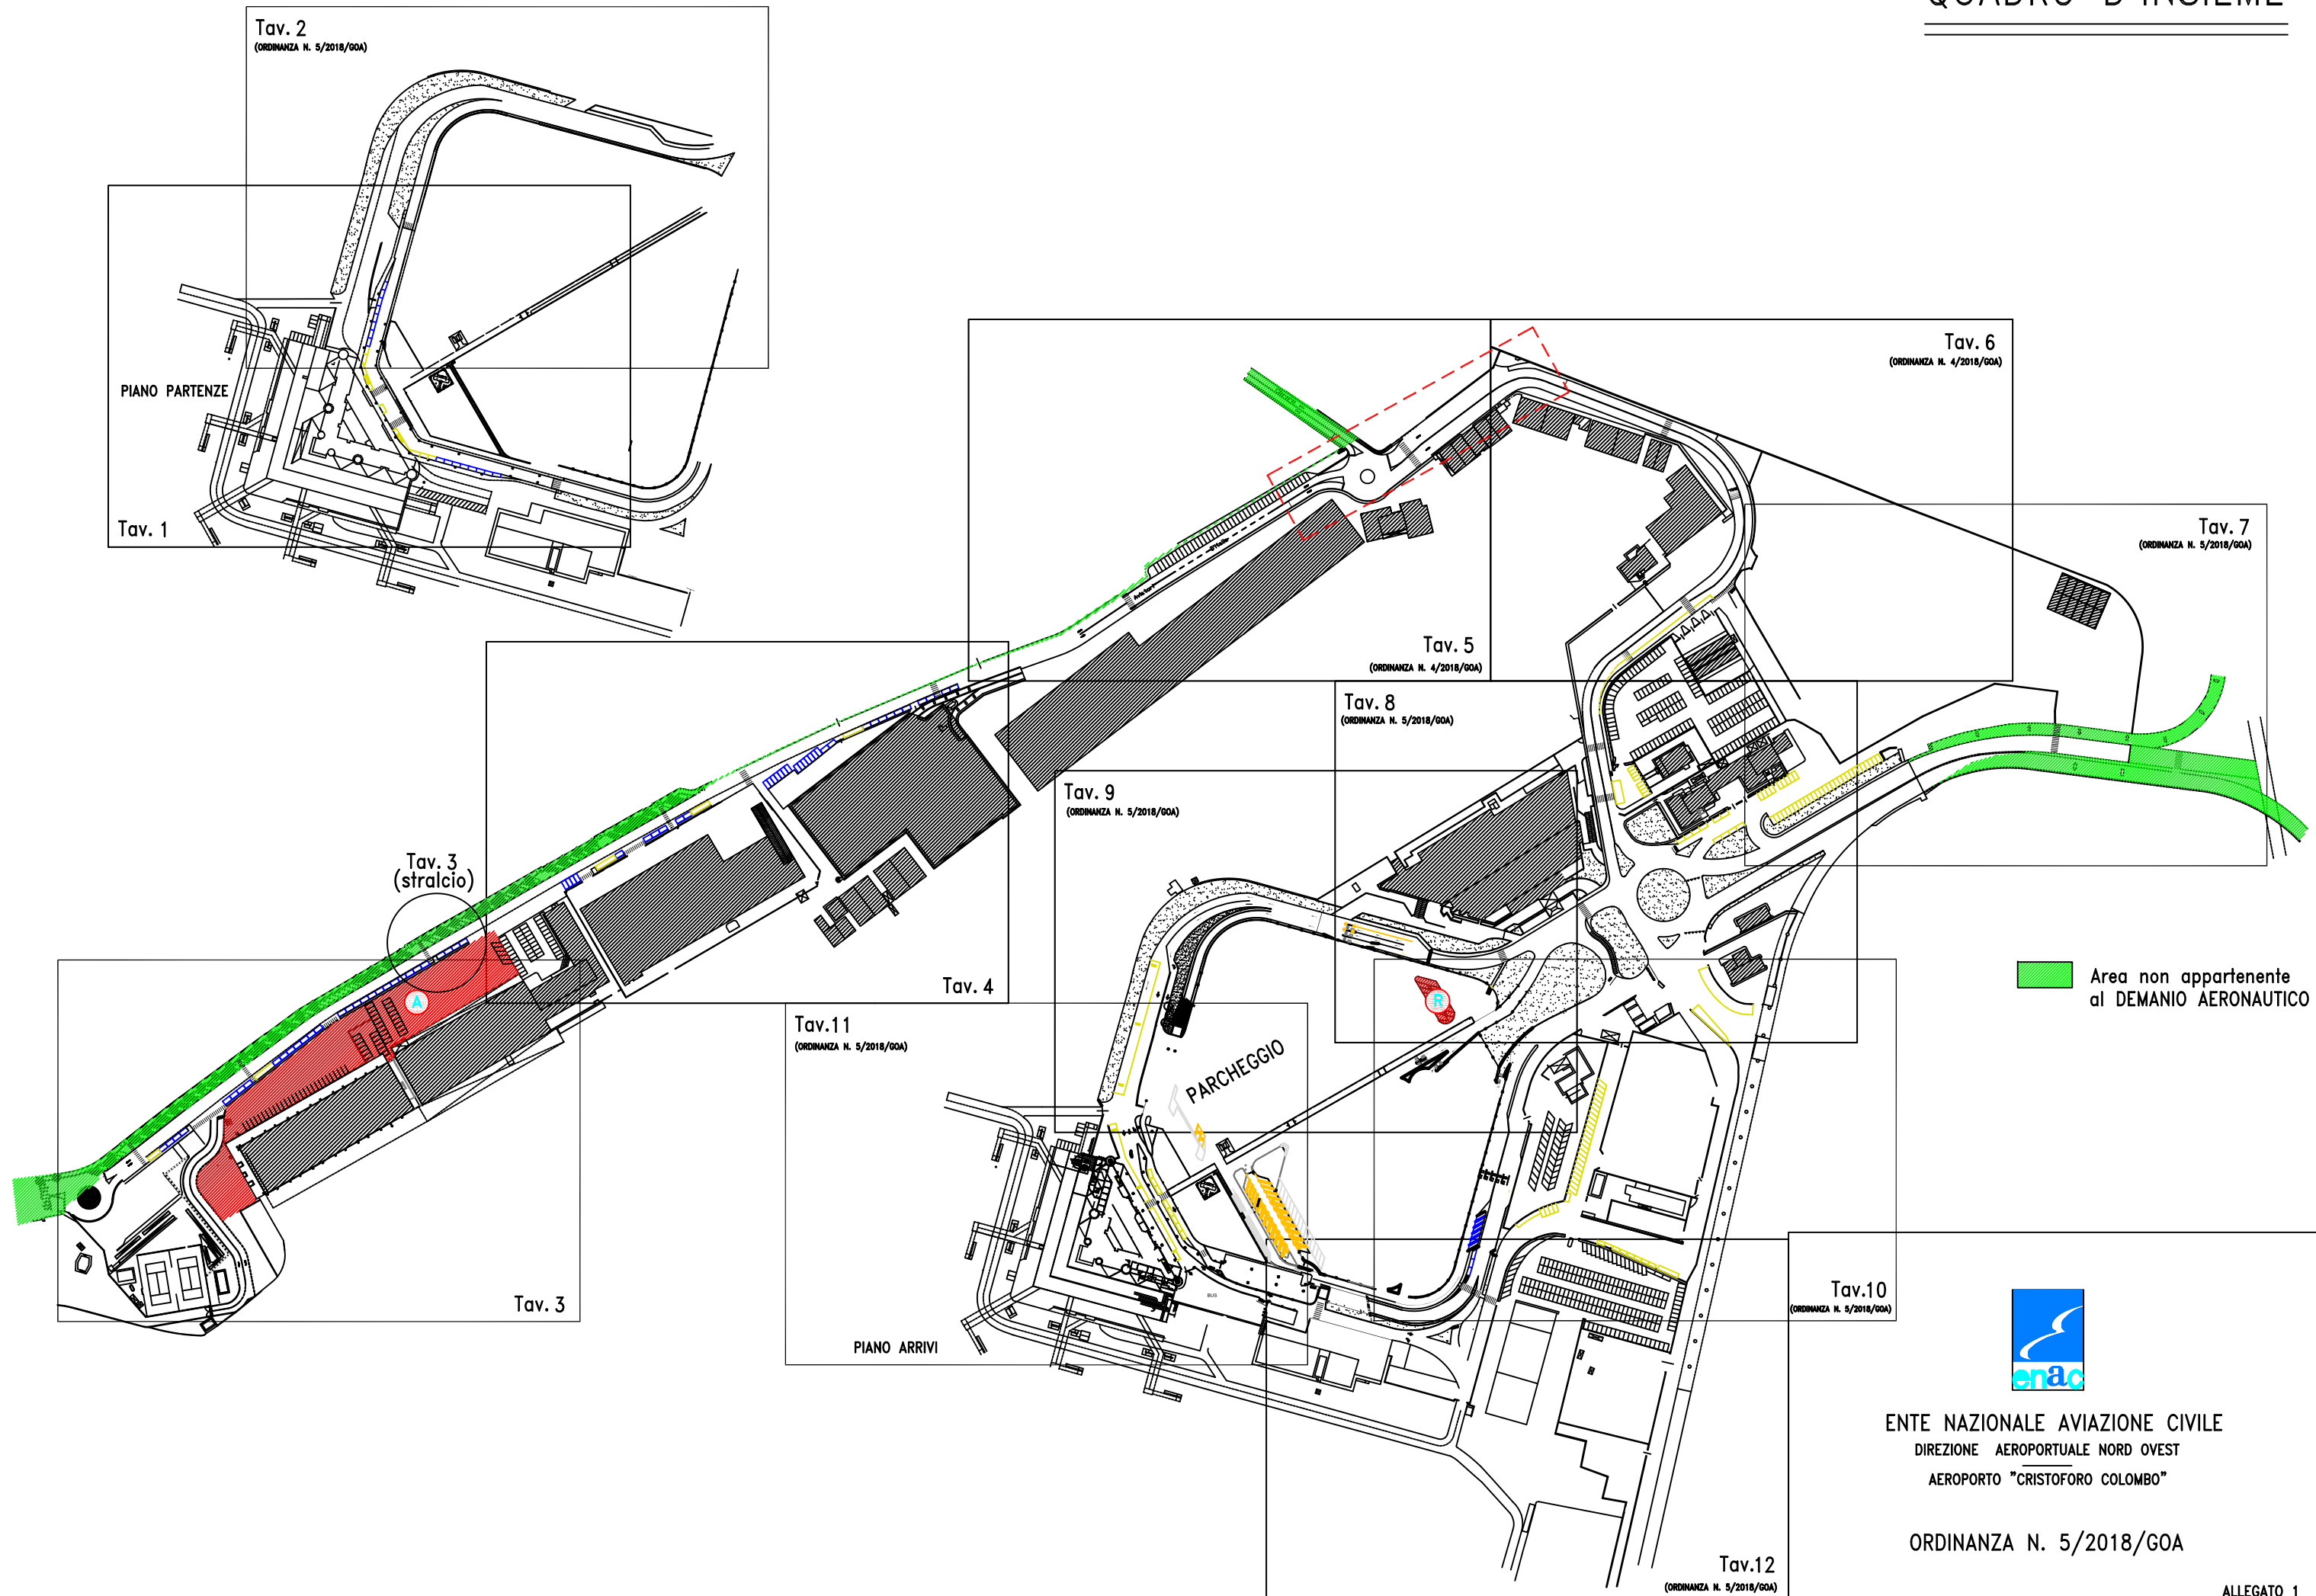 QUADRO D'INSIEME
Tav. 2
(ORDINANZA N. 5/2018/GOA)
PIANO PARTENZE
Tav. 1
Tav. 6
(ORDINANZA N. 4/2018/GOA)
Tav. 7
(ORDINANZA N. 5/2018/GOA)
Tav. 5
(ORDINANZA N. 4/2018/GOA)
Tav. 8
(ORDINANZA N. 5/2018/GOA)
Tav. 9
(ORDINANZA N. 5/2018/GOA)
Tav. 3
(stralcio)
Tav. 4
A
R
Area non appartenente
al DEMANIO AERONAUTICO
Tav.11
(ORDINANZA N. 5/2018/GOA)
PARCHEGGIO
Tav. 3
BUS
PIANO ARRIVI
Tav.10
(ORDINANZA N. 5/2018/GOA)
enac
ENTE NAZIONALE AVIAZIONE CIVILE
DIREZIONE AEROPORTUALE NORD OVEST
AEROPORTO "CRISTOFORO COLOMBO"
ORDINANZA N. 5/2018/GOA
Tav.12
(ORDINANZA N. 5/2018/GOA)
ALLEGATO 1